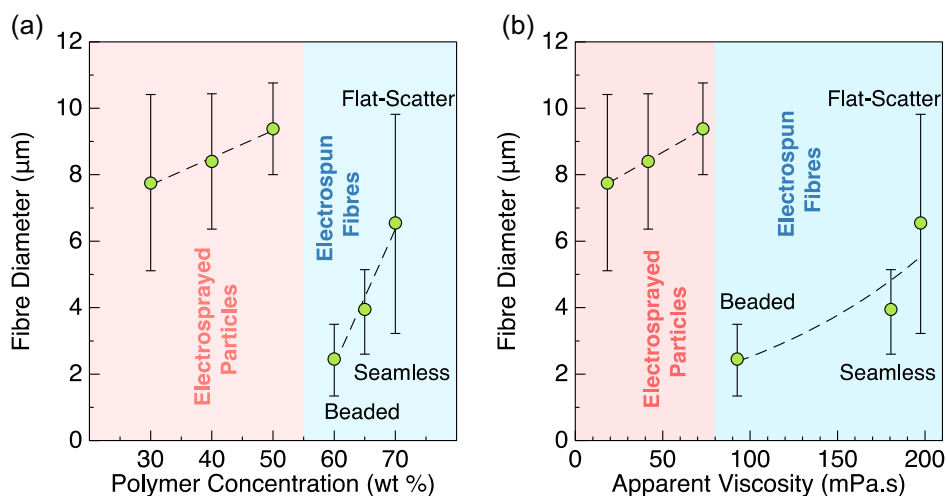 (a)
12
10
8
6
4
2
0
Fibre Diameter (μm)
Electrosprayed
Particles
Electrospun
Fibres
Flat-Scatter
Seamless
Beaded
30 40 50 60 70
Polymer Concentration (wt %)
(b)
12
10
8
6
4
2
0
Fibre Diameter (μm)
Electrosprayed
Particles
Electrospun
Fibres
Flat-Scatter
Beaded
Seamless
0 50 100 150 200
Apparent Viscosity (mPa.s)